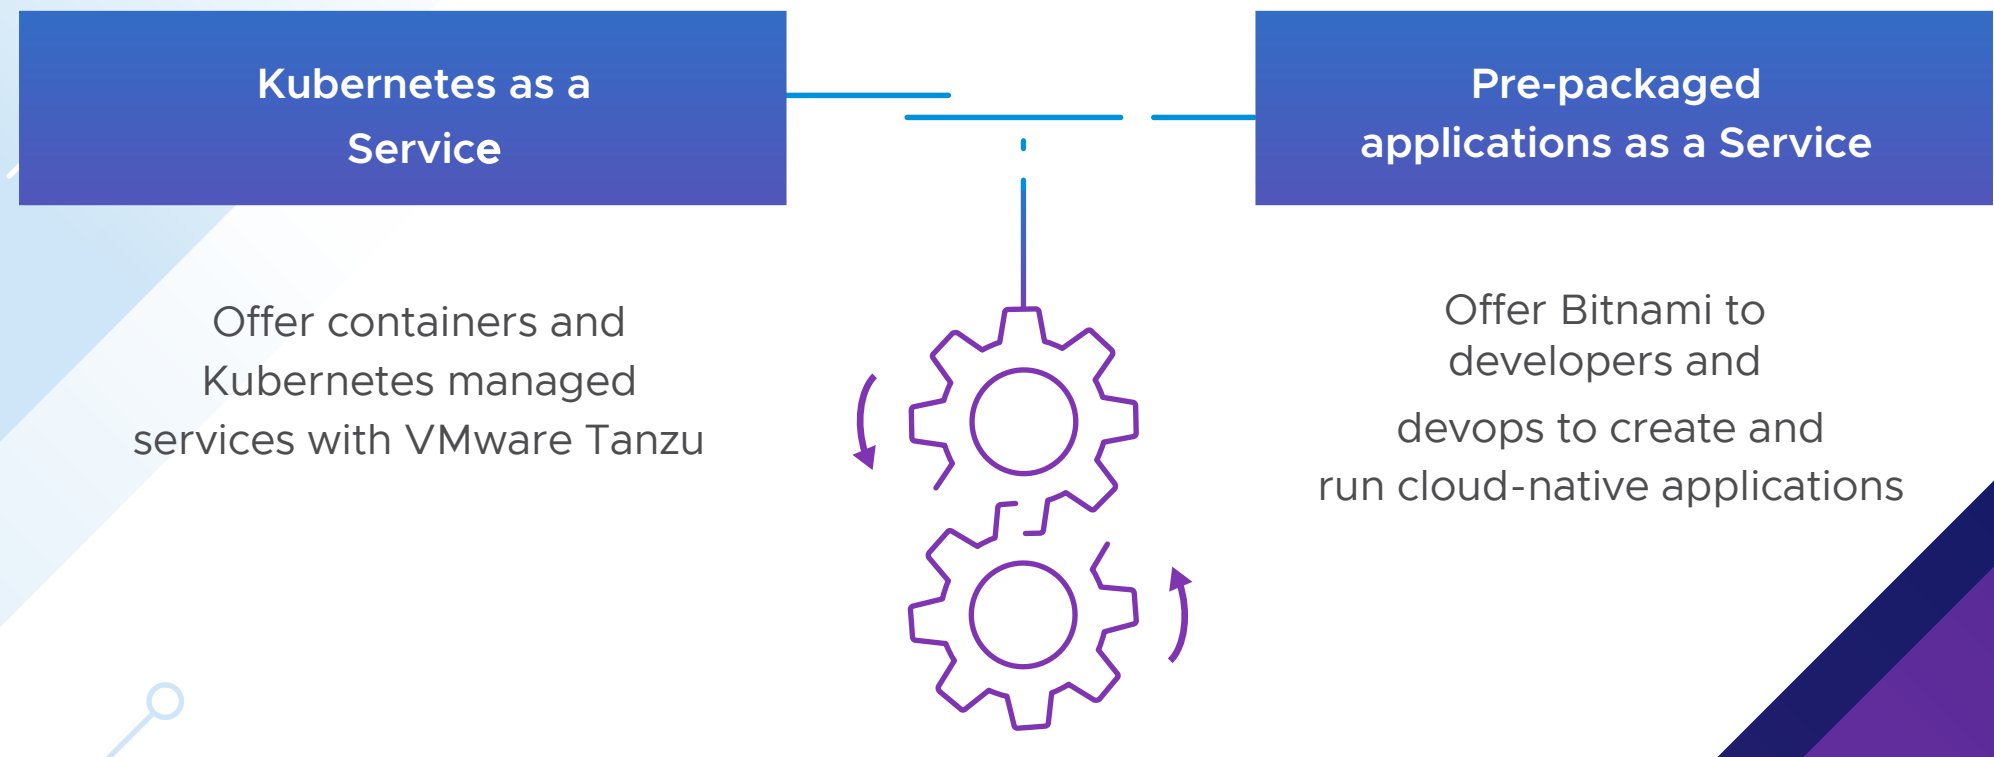 Kubernetes as a
Service
Offer containers and
Kubernetes managed
services with VMware Tanzu
Pre-packaged
applications as a Service
Offer Bitnami to
developers and
devops to create and
run cloud-native applications